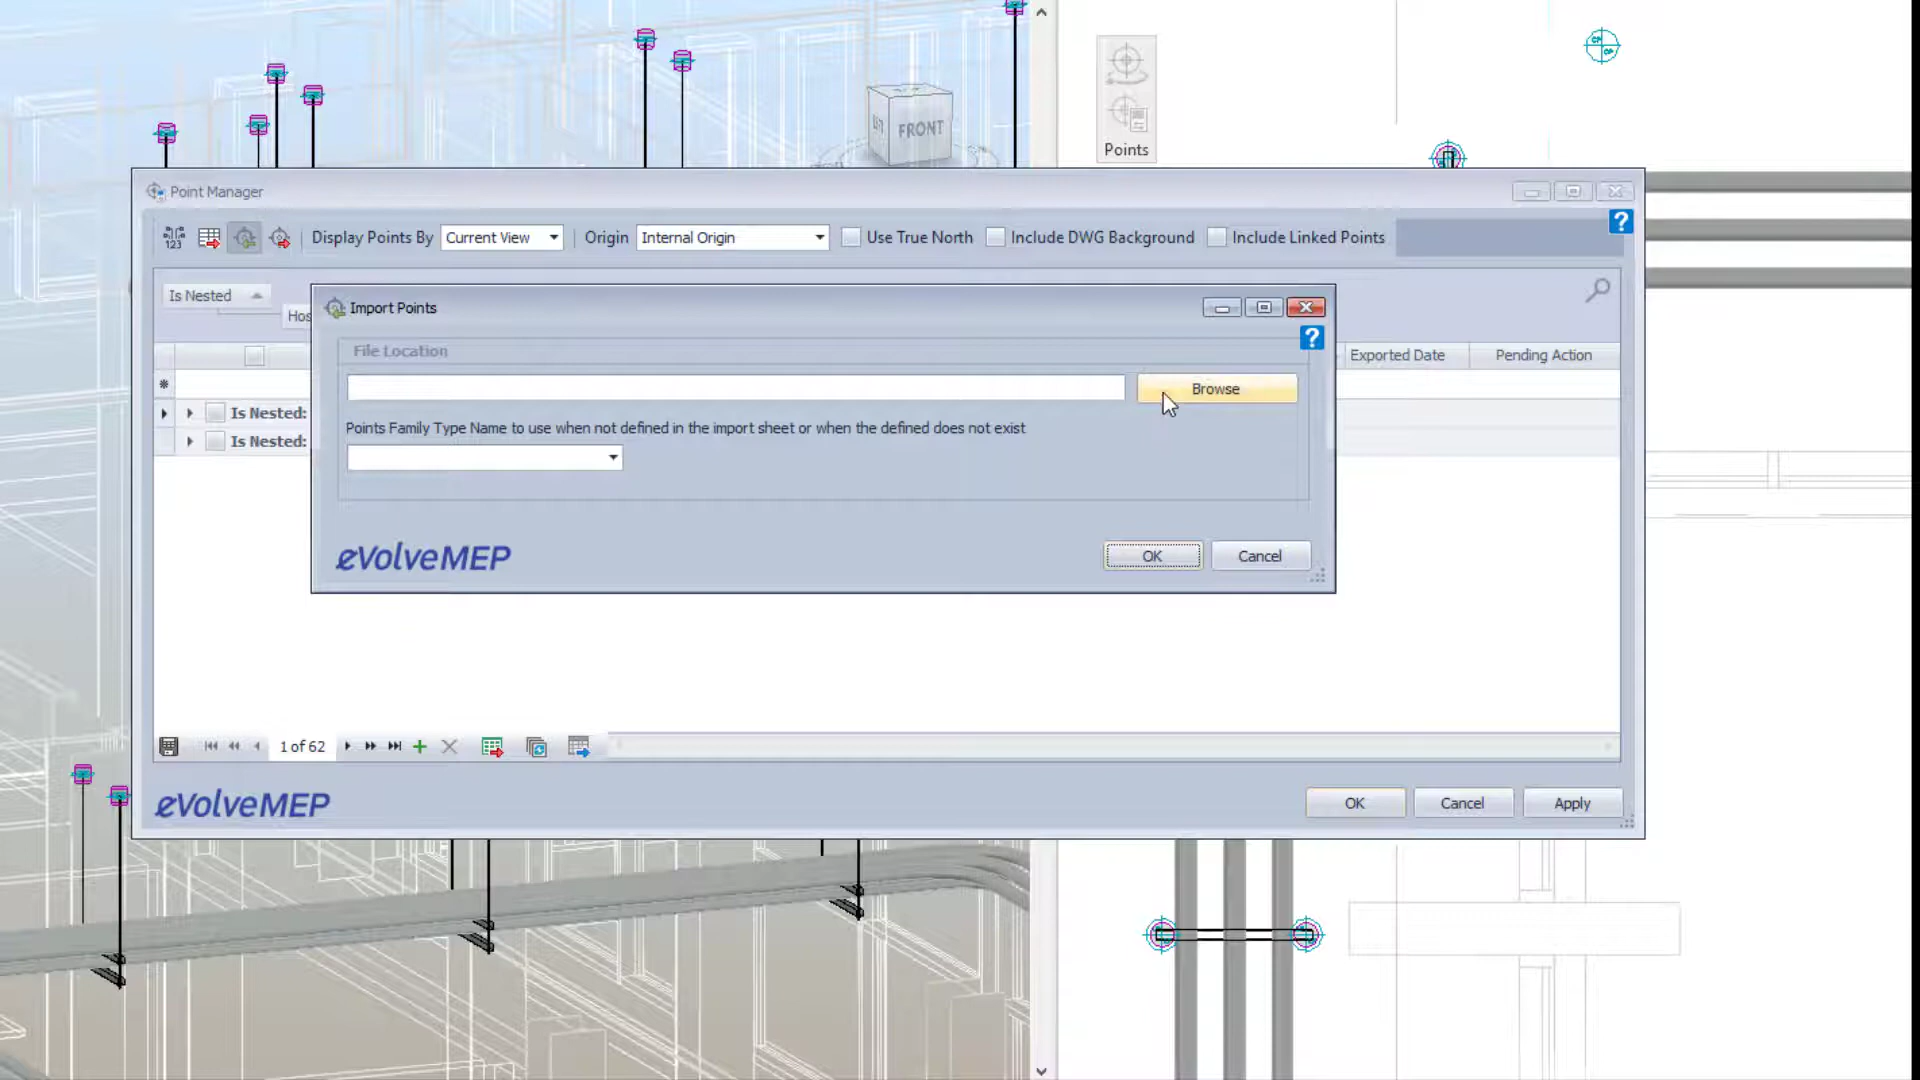 FRONT
Points
Point Manager
Display Points By Current View Origin Internal Origin Use True North Include DWG Background Include Linked Points
Is Nested
Hos
Import Points
File Location
Browse
Points Family Type Name to use when not defined in the import sheet or when the defined does not exist
eVolveMEP
OK Cancel
Exported Date Pending Action
Is Nested:
Is Nested:
1 of 62
eVolveMEP
OK Cancel Apply